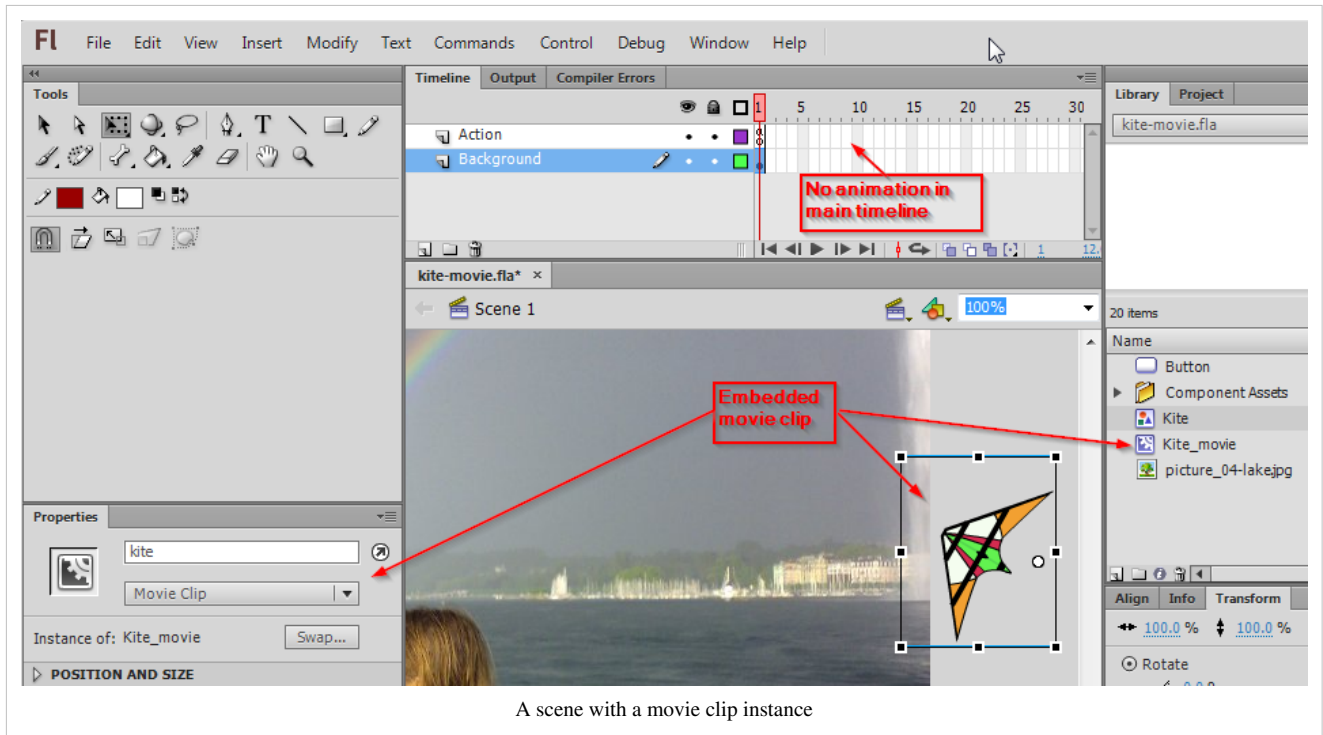 Fl File Edit View Insert Modify Text Commands Control Debug Window Help
Tools
Timeline Output Compiler Errors
1 5 10 15 20 25 30
Action
Background
No animation in
main timeline
1 12.
kite-movie.fla* ×
Scene 1
100%
Embedded
movie clip
Library Project
kite-movie.fla
20 items
Name
Button
Component Assets
Kite
Kite_movie
picture_04-lake.jpg
Properties
kite
Movie Clip
Instance of: Kite_movie Swap...
POSITION AND SIZE
Align Info Transform
100.0 % 100.0 %
Rotate
A scene with a movie clip instance